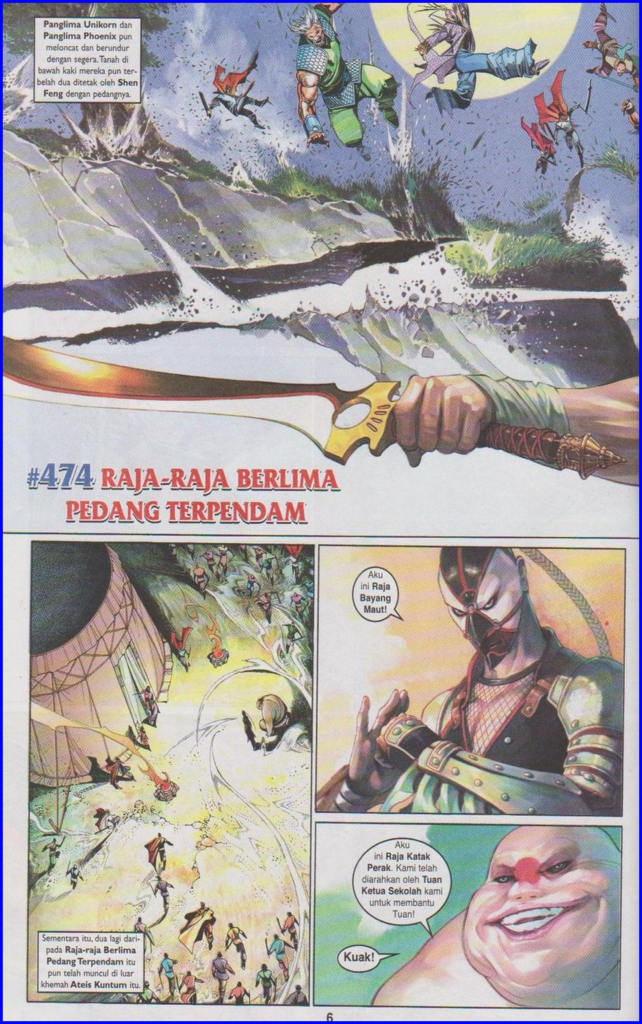 Panglima Unikorn dan
Panglima Phoenix pun
meloncat dan berundur
dengan segera. Tanah di
bawah kaki mereka pun ter-
belah dua ditetak oleh Shen
Feng dengan pedangnya.
#474 RAJA-RAJA BERLIMA
PEDANG TERPENDAM
Sementara itu, dua lagi dari-
pada Raja-raja Berlima
Pedang Terpendam itu
pun telah muncul di luar
khemah Ateis Kuntum itu.
Aku
ini Raja
Bayang
Maut!
Aku
ini Raja Katak
Perak. Kami telah
diarahkan oleh Tuan
Ketua Sekolah kami
untuk membantu
Tuan!
Kuak!
6